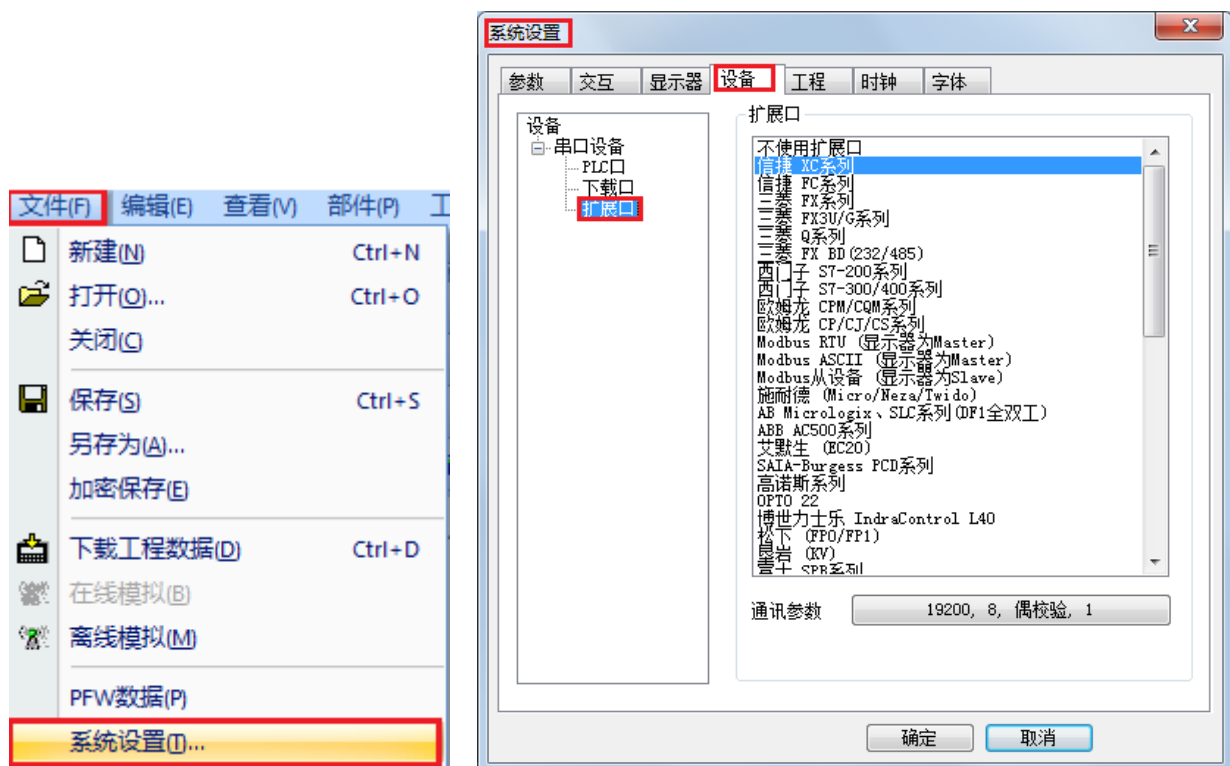 文件(F) 编辑(E) 查看(V) 部件(P) 工
新建(N) Ctrl+N
打开(O)... Ctrl+O
关闭(C)
保存(S) Ctrl+S
另存为(A)...
加密保存(E)
下载工程数据(D) Ctrl+D
在线模拟(B)
离线模拟(M)
PFW数据(P)
系统设置(T)...
系统设置
参数 交互 显示器 设备 工程 时钟 字体
设备
串口设备
PLC口
下载口
扩展口
扩展口
不使用扩展口
信捷 XC系列
信捷 FC系列
三菱 FX系列
三菱 FX3U/G系列
三菱 Q系列
三菱 FX BD(232/485)
西门子 S7-200系列
西门子 S7-300/400系列
欧姆龙 CPM/CQM系列
欧姆龙 CP/CJ/CS系列
Modbus RTU (显示器为Master)
Modbus ASCII (显示器为Master)
Modbus从设备 (显示器为Slave)
施耐德 (Micro/Neza/Twido)
AB Micrologix、SLC系列(DF1全双工)
ABB AC500系列
艾默生 (EC20)
SAIA-Burgess PCD系列
高诺斯系列
OPTO 22
博世力士乐 IndraControl L40
松下 (FP0/FP1)
基恩士 (KV)
通讯参数 19200, 8, 偶校验, 1
确定 取消